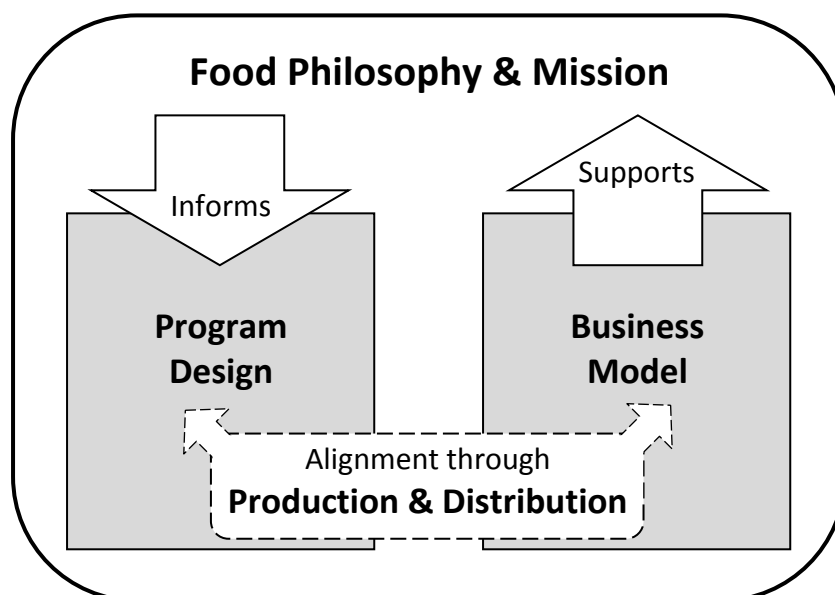 Food Philosophy & Mission
Informs
Supports
Program
Design
Business
Model
Alignment through
Production & Distribution